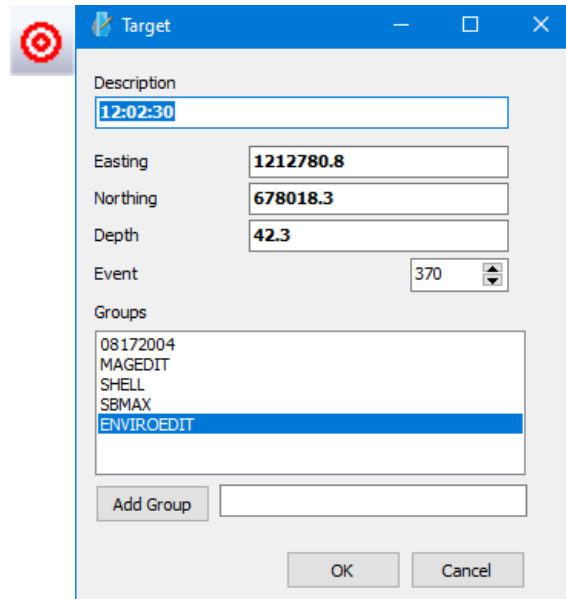 Target
Description
12:02:30
Easting 1212780.8
Northing 678018.3
Depth 42.3
Event 370
Groups
08172004
MAGEDIT
SHELL
SBMAX
ENVIROEDIT
Add Group
OK Cancel